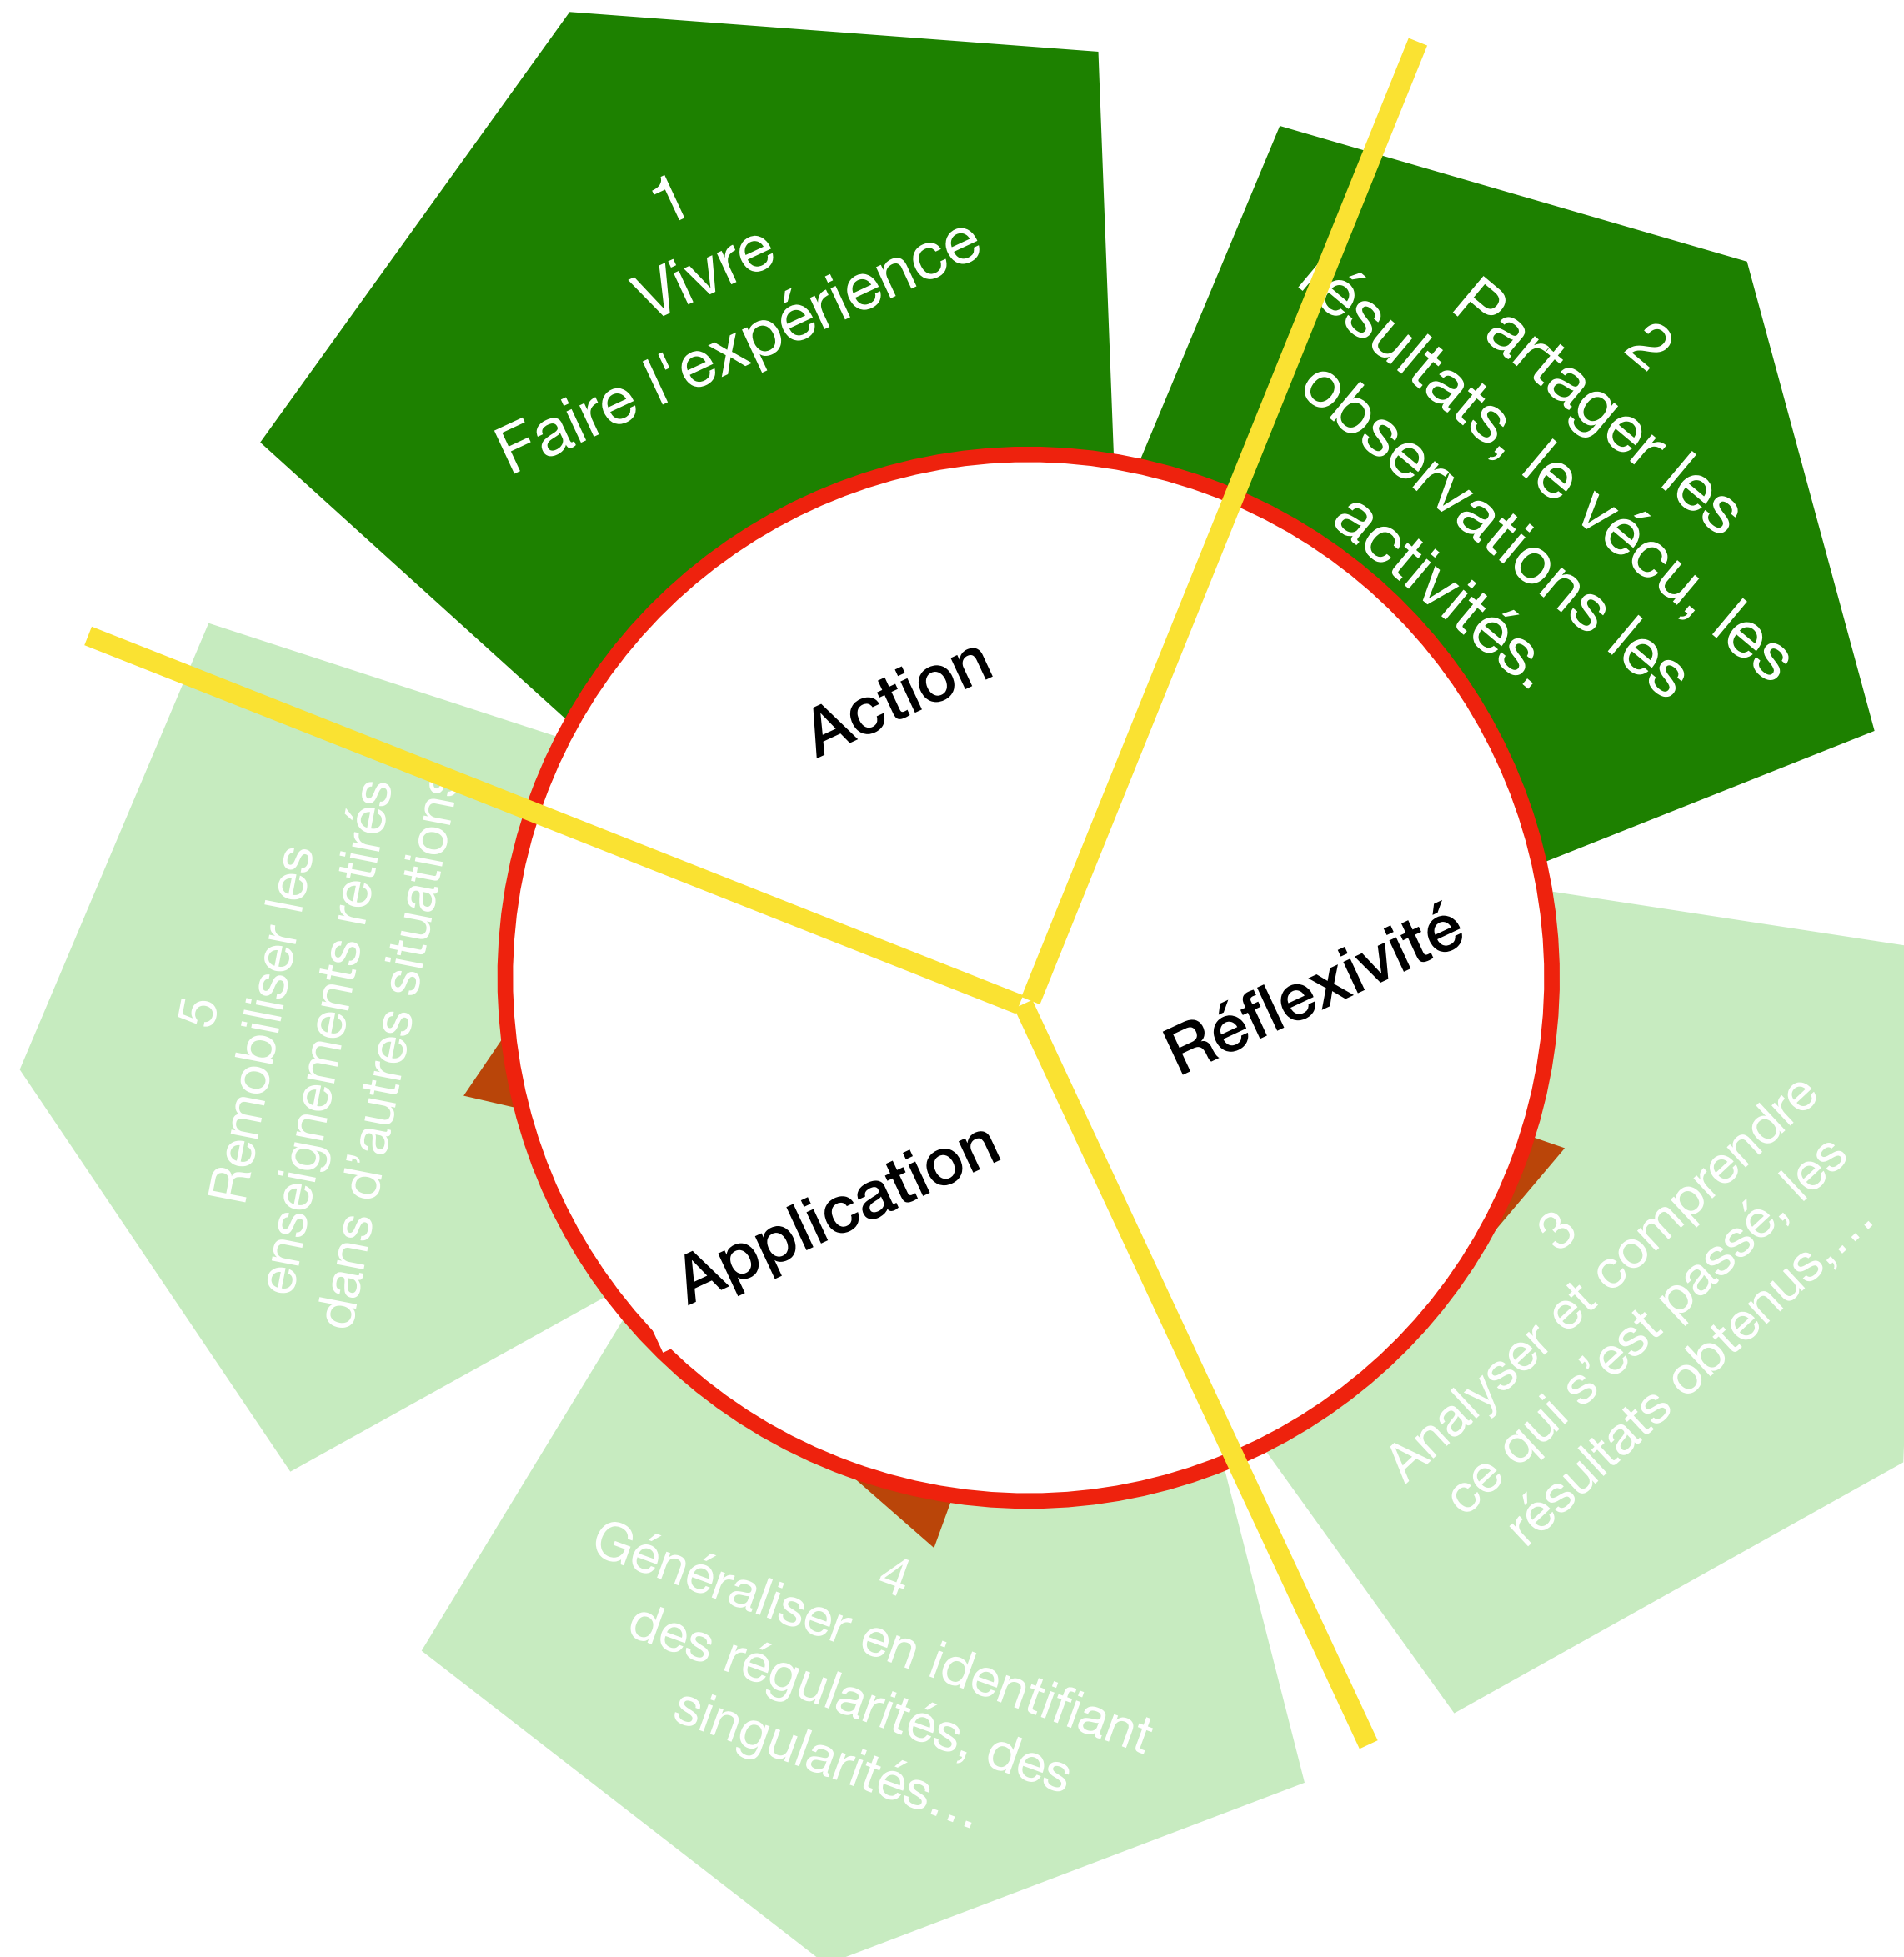 1
Vivre
Faire l'expérience
2
Partager les
résultats, le vécu, les
observations les
activités.
3
Analyser et comprendre
ce qui s'est passé, les
résultats obtenus,...
4
Généraliser en identifiant
des régularités, des
singularités...
5
Remobiliser les
enseignements retirés
dans d'autres situations
Action
Réflexivité
Application